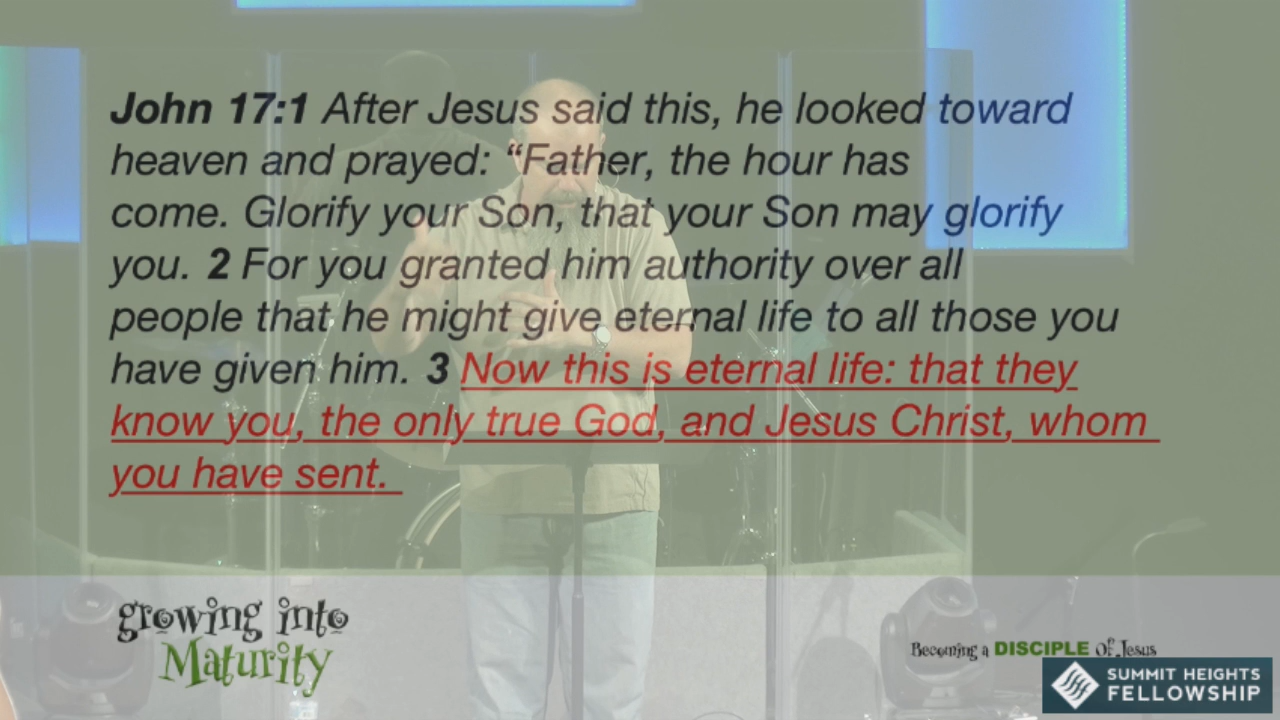 John 17:1 After Jesus said this, he looked toward
heaven and prayed: “Father, the hour has
come. Glorify your Son, that your Son may glorify
you. 2 For you granted him authority over all
people that he might give eternal life to all those you
have given him. 3 Now this is eternal life: that they
know you, the only true God, and Jesus Christ, whom
you have sent.
growing into
Maturity
Becoming a DISCIPLE Of Jesus
SUMMIT HEIGHTS
FELLOWSHIP